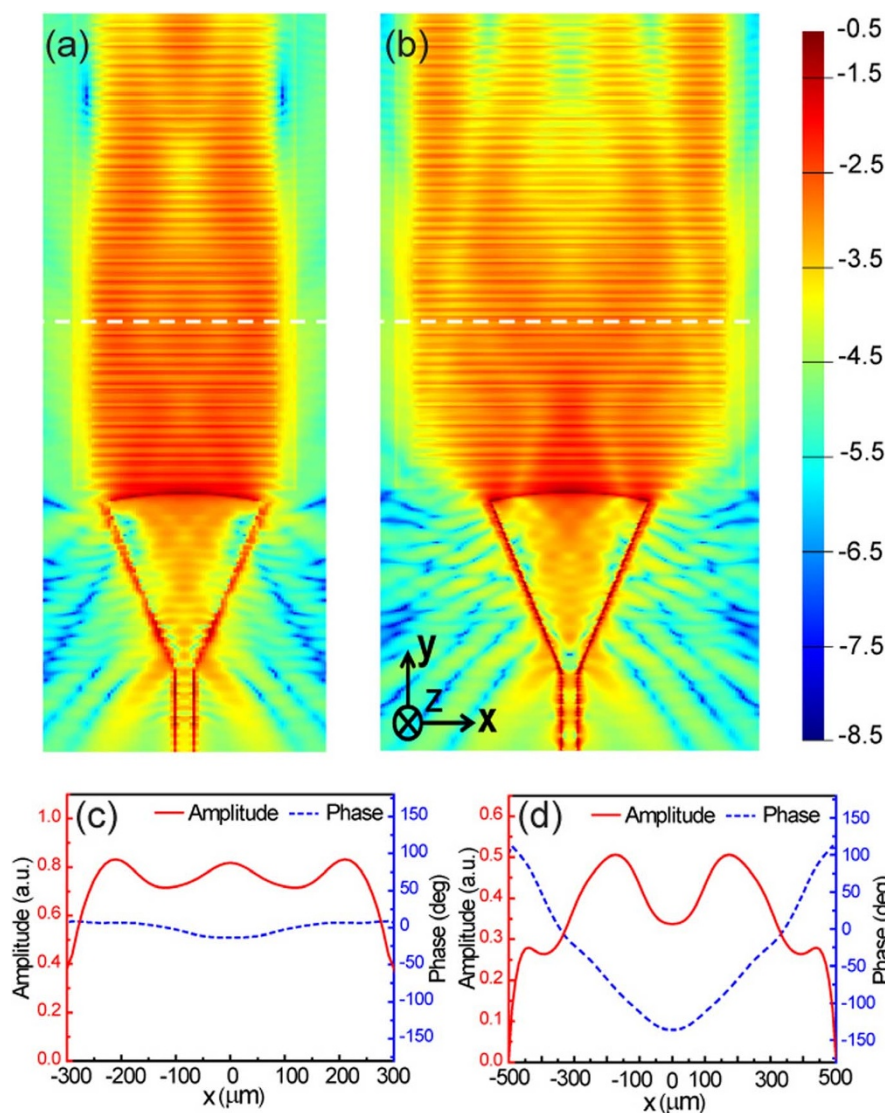 (a)
(b)
-0.5
-1.5
-2.5
-3.5
-4.5
-5.5
-6.5
-7.5
-8.5
y
z
x
(c)
Amplitude Phase
Amplitude (a.u.)
1.0
0.8
0.6
0.4
0.2
0.0
150
100
50
0
-50
-100
-150
Phase (deg)
-300 -200 -100 0 100 200 300
x (μm)
(d)
Amplitude Phase
Amplitude (a.u.)
0.6
0.5
0.4
0.3
0.2
0.1
0.0
150
100
50
0
-50
-100
-150
Phase (deg)
-500 -300 -100 0 100 300 500
x (μm)